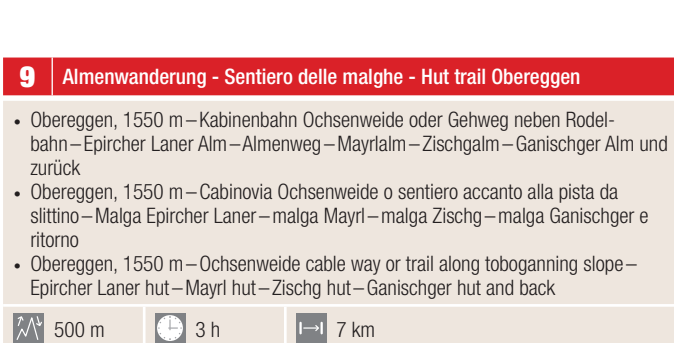 9 Almenwanderung - Sentiero delle malghe - Hut trail Obereggen
• Obereggen, 1550 m – Kabinenbahn Ochsenweide oder Gehweg neben Rodel-
bahn – Epircher Laner Alm – Almenweg – Mayrlalm – Zischgalm – Ganischger Alm und
zurück
• Obereggen, 1550 m – Cabinovia Ochsenweide o sentiero accanto alla pista da
slittino – Malga Epircher Laner – malga Mayrl – malga Zischg – malga Ganischger e
ritorno
• Obereggen, 1550 m – Ochsenweide cable way or trail along toboganning slope –
Epircher Laner hut – Mayrl hut – Zischg hut – Ganischger hut and back
500 m 3 h 7 km